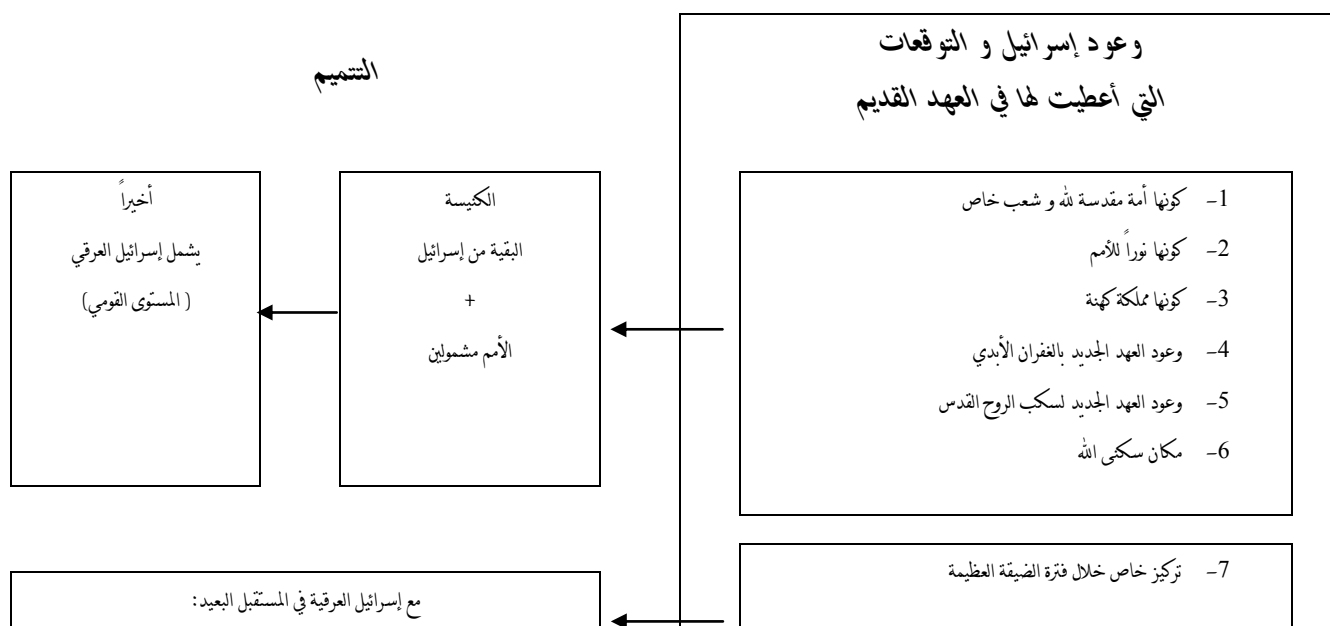 وعود إسرائيل و التوقعات
التي أعطيت لها في العهد القديم
التتميم
1- كونها أمة مقدسة لله و شعب خاص
2- كونها نوراً للأمم
3- كونها مملكة كهنة
4- وعود العهد الجديد بالغفران الأبدي
5- وعود العهد الجديد لسكب الروح القدس
6- مكان سكنى الله
الكنيسة
البقية من إسرائيل
+
الأمم مشمولين
أخيراً
يشمل إسرائيل العرقي
( المستوى القومي)
7- تركيز خاص خلال فترة الضيقة العظيمة
مع إسرائيل العرقية في المستقبل البعيد: